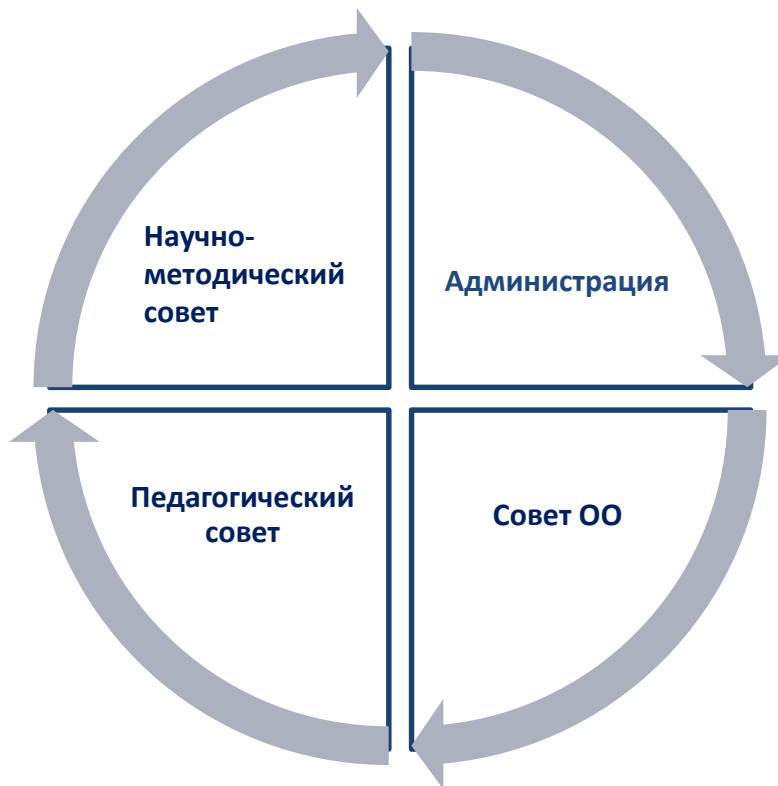 Научно-
методический
совет
Администрация
Педагогический
совет
Совет ОО